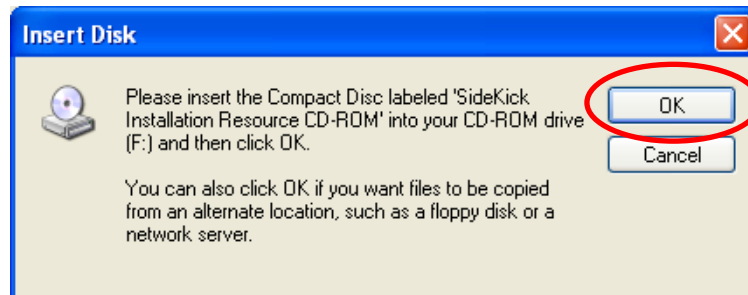 Insert Disk
Please insert the Compact Disc labeled 'SideKick
Installation Resource CD-ROM' into your CD-ROM drive
(F:) and then click OK.
You can also click OK if you want files to be copied
from an alternate location, such as a floppy disk or a
network server.
OK
Cancel